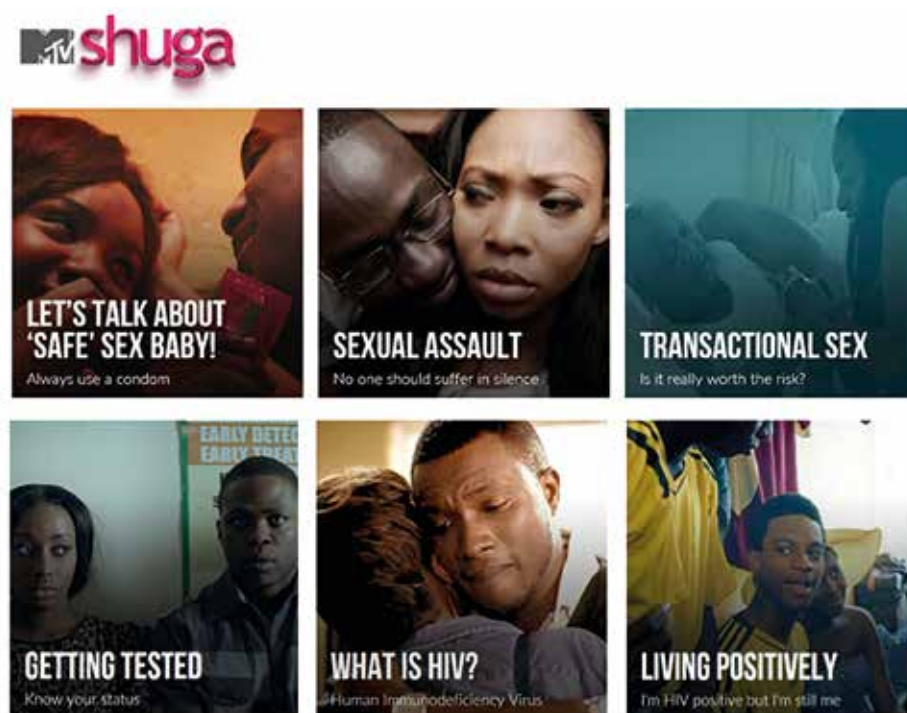 MTV shuga
LET'S TALK ABOUT
'SAFE' SEX BABY!
Always use a condom
SEXUAL ASSAULT
No one should suffer in silence
TRANSACTIONAL SEX
Is it really worth the risk?
EARLY DETEC
EARLY TREAT
GETTING TESTED
Know your status
WHAT IS HIV?
Human Immunodeficiency Virus
LIVING POSITIVELY
I'm HIV positive but I'm still me